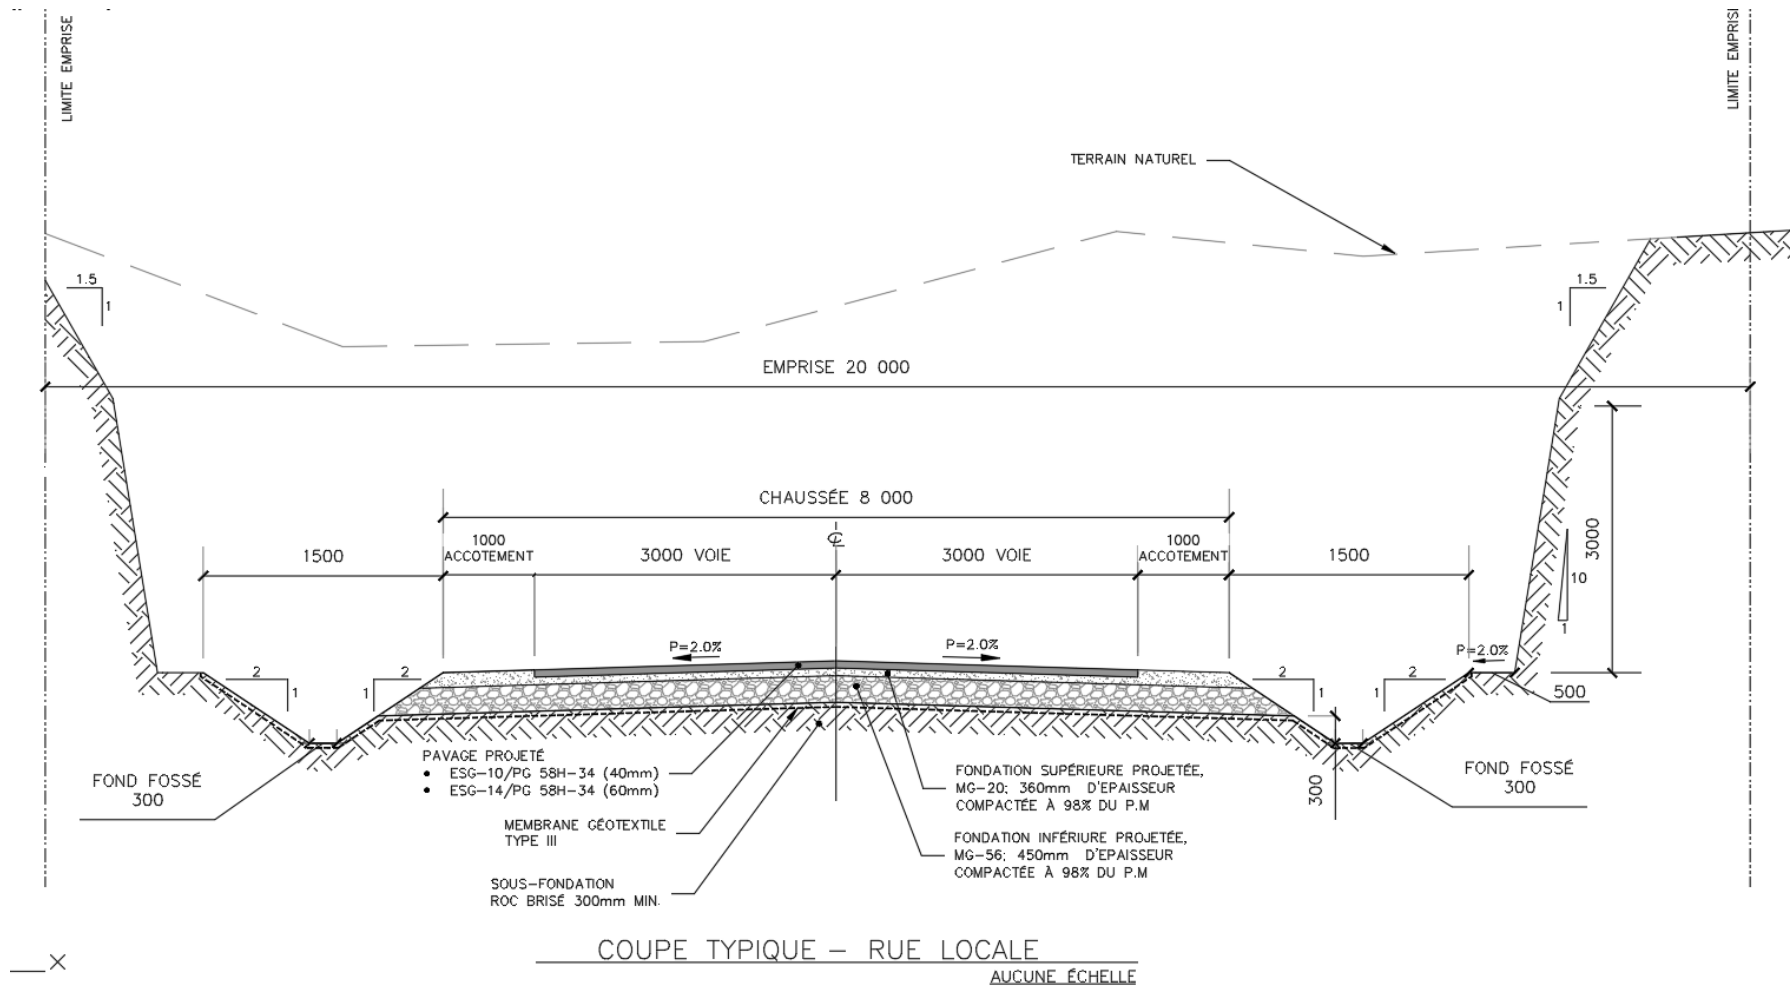 LIMITE EMPRISE
LIMITE EMPRISE
TERRAIN NATUREL
1.5
1
1.5
1
EMPRISE 20 000
CHAUSSÉE 8 000
1500
1000
ACCOTEMENT
3000 VOIE
℄
3000 VOIE
1000
ACCOTEMENT
1500
3000
10
1
P=2.0%
P=2.0%
P=2.0%
2
1
2
1
2
1
2
1
500
FOND FOSSÉ
300
PAVAGE PROJETÉ
• ESG-10/PG 58H-34 (40mm)
• ESG-14/PG 58H-34 (60mm)
MEMBRANE GÉOTEXTILE
TYPE III
SOUS-FONDATION
ROC BRISÉ 300mm MIN.
FONDATION SUPÉRIEURE PROJETÉE,
MG-20; 360mm D'EPAISSEUR
COMPACTÉE À 98% DU P.M
FONDATION INFÉRIEURE PROJETÉE,
MG-56; 450mm D'EPAISSEUR
COMPACTÉE À 98% DU P.M
300
FOND FOSSÉ
300
COUPE TYPIQUE - RUE LOCALE
AUCUNE ÉCHELLE
X